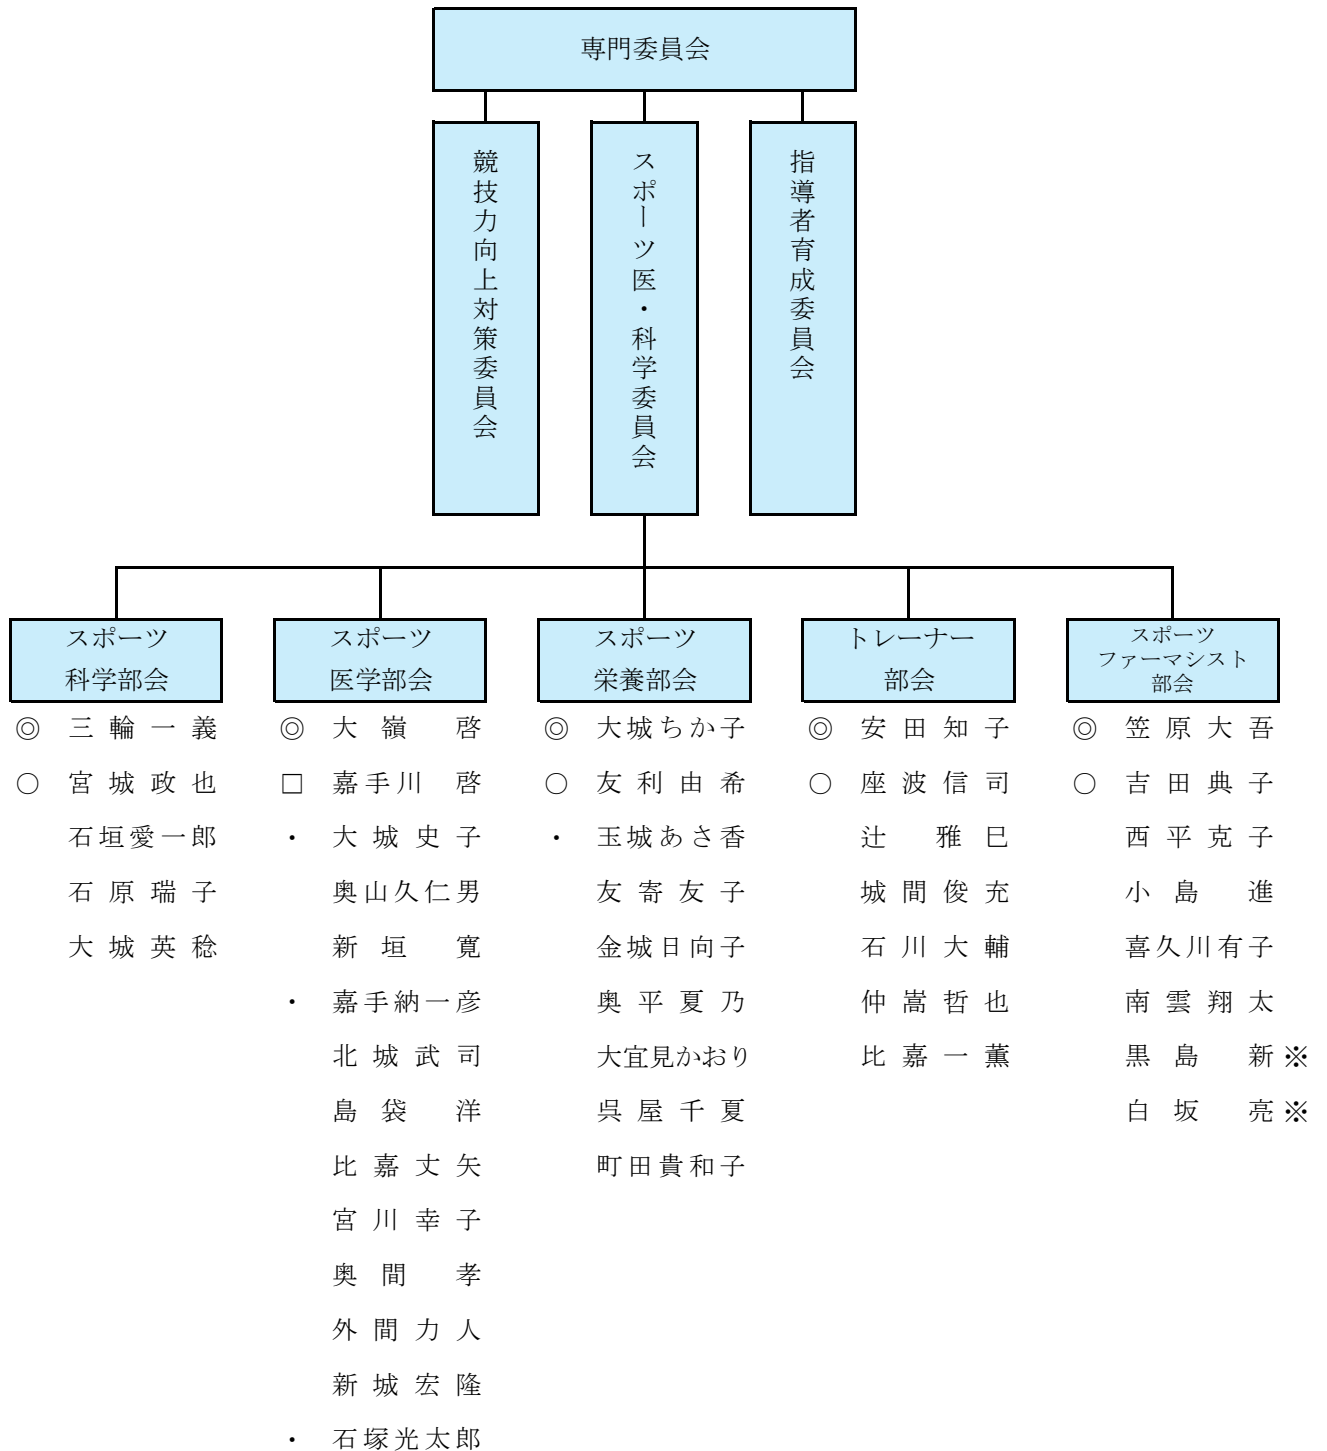 専門委員会
競技力向上対策委員会
スポーツ医・科学委員会
指導者育成委員会
スポーツ
科学部会
◎ 三輪一義
○ 宮城政也
石垣愛一郎
石原瑞子
大城英稔
スポーツ
医学部会
◎ 大嶺 啓
□ 嘉手川 啓
・ 大城史子
奥山久仁男
新垣 寛
・ 嘉手納一彦
北城武司
島袋 洋
比嘉丈矢
宮川幸子
奥間 孝
外間力人
新城宏隆
・ 石塚光太郎
スポーツ
栄養部会
◎ 大城ちか子
○ 友利由希
・ 玉城あさ香
友寄友子
金城日向子
奥平夏乃
大宜見かおり
呉屋千夏
町田貴和子
トレーナー
部会
◎ 安田知子
○ 座波信司
辻 雅巳
城間俊充
石川大輔
仲嵩哲也
比嘉一薫
スポーツ
ファーマシスト
部会
◎ 笠原大吾
○ 吉田典子
西平克子
小島 進
喜久川有子
南雲翔太
黒島 新※
白坂 亮※